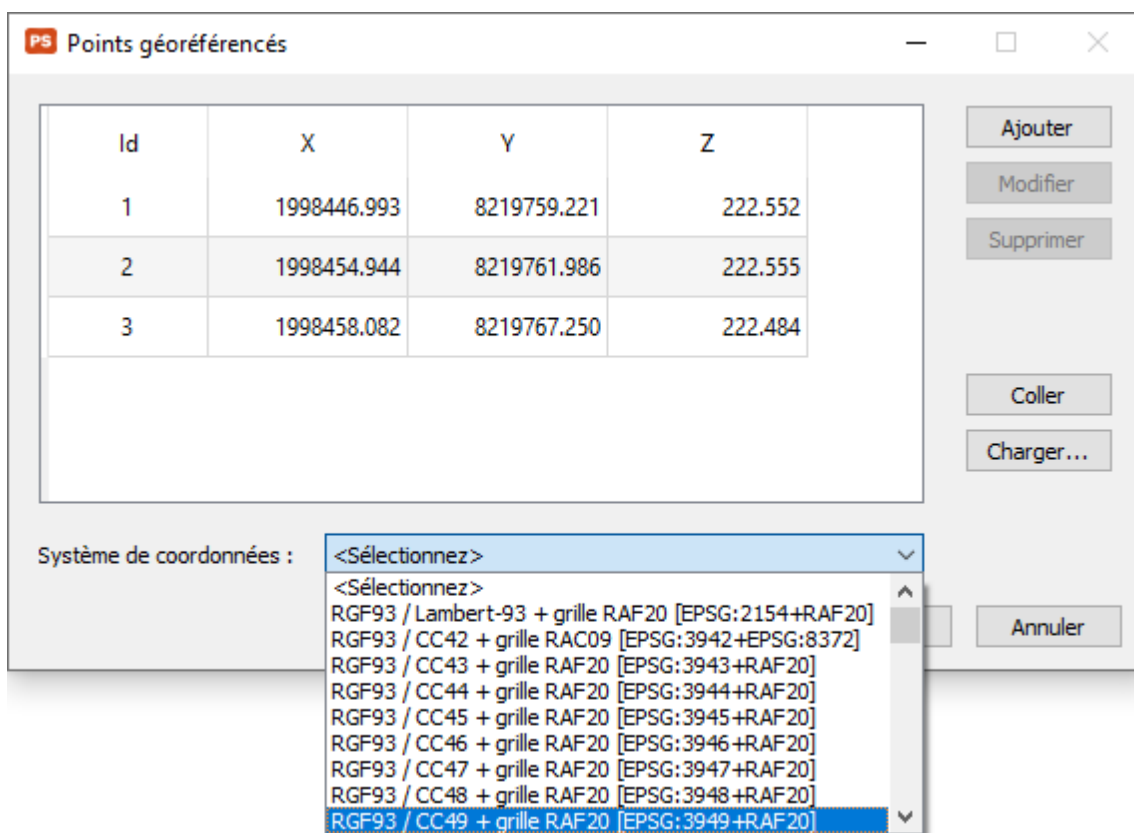 PS Points géoréférencés
Id X Y Z
1 1998446.993 8219759.221 222.552
2 1998454.944 8219761.986 222.555
3 1998458.082 8219767.250 222.484
Ajouter
Modifier
Supprimer
Coller
Charger...
Système de coordonnées : <Sélectionnez>
<Sélectionnez>
RGF93 / Lambert-93 + grille RAF20 [EPSG:2154+RAF20]
RGF93 / CC42 + grille RAC09 [EPSG:3942+EPSG:8372]
RGF93 / CC43 + grille RAF20 [EPSG:3943+RAF20]
RGF93 / CC44 + grille RAF20 [EPSG:3944+RAF20]
RGF93 / CC45 + grille RAF20 [EPSG:3945+RAF20]
RGF93 / CC46 + grille RAF20 [EPSG:3946+RAF20]
RGF93 / CC47 + grille RAF20 [EPSG:3947+RAF20]
RGF93 / CC48 + grille RAF20 [EPSG:3948+RAF20]
RGF93 / CC49 + grille RAF20 [EPSG:3949+RAF20]
Annuler